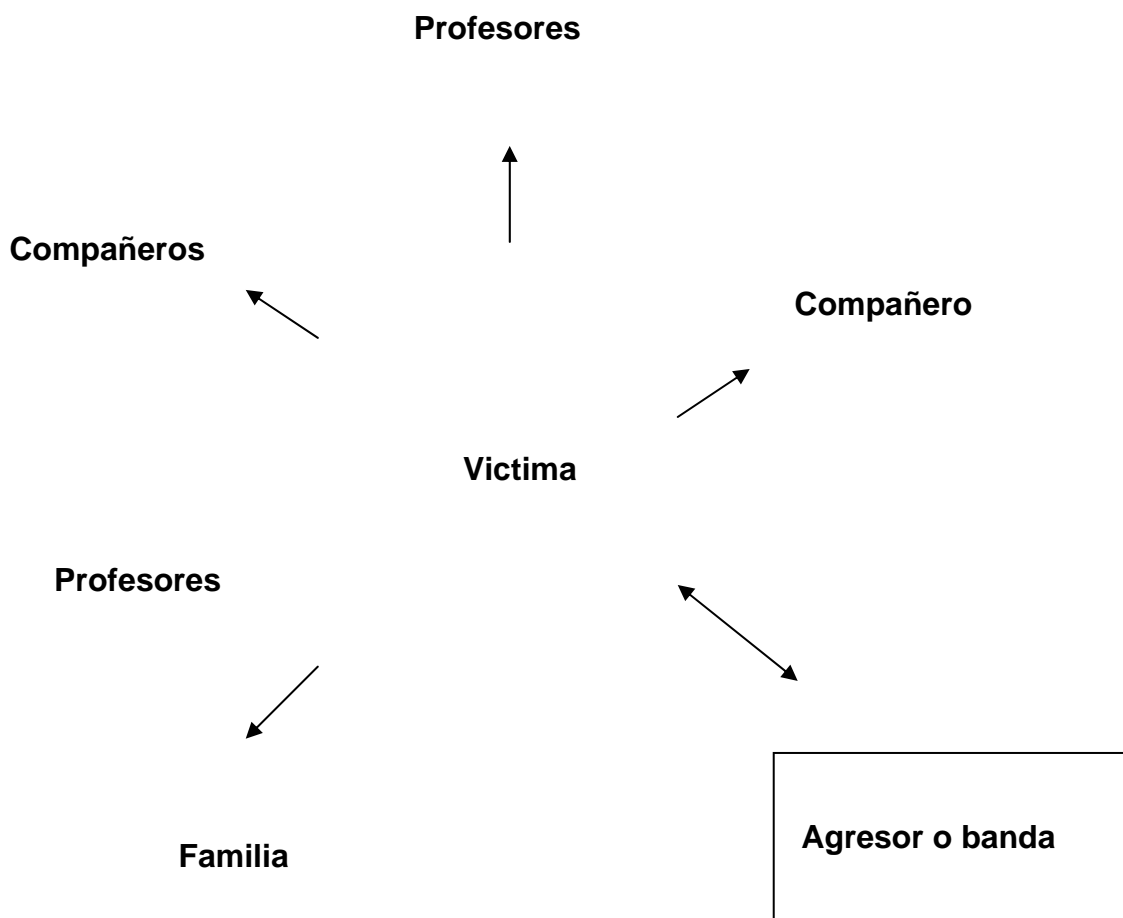 Profesores
Compañeros
Compañero
Victima
Profesores
Agresor o banda
Familia